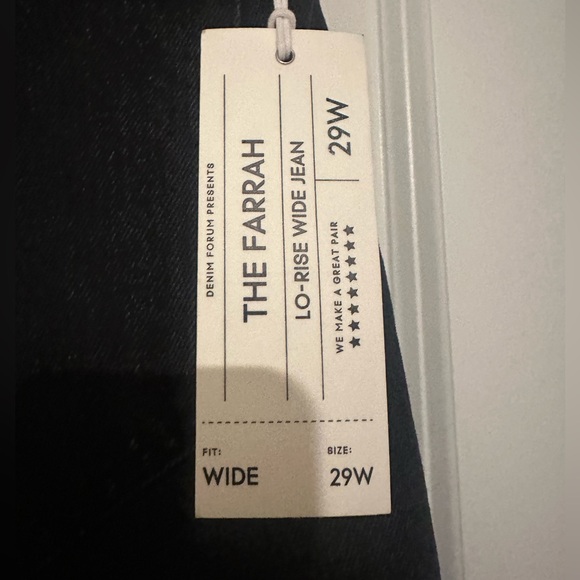 DENIM FORUM PRESENTS
THE FARRAH
LO-RISE WIDE JEAN
29W
WE MAKE A GREAT PAIR
★★★★★★★★★
FIT:
WIDE
SIZE:
29W